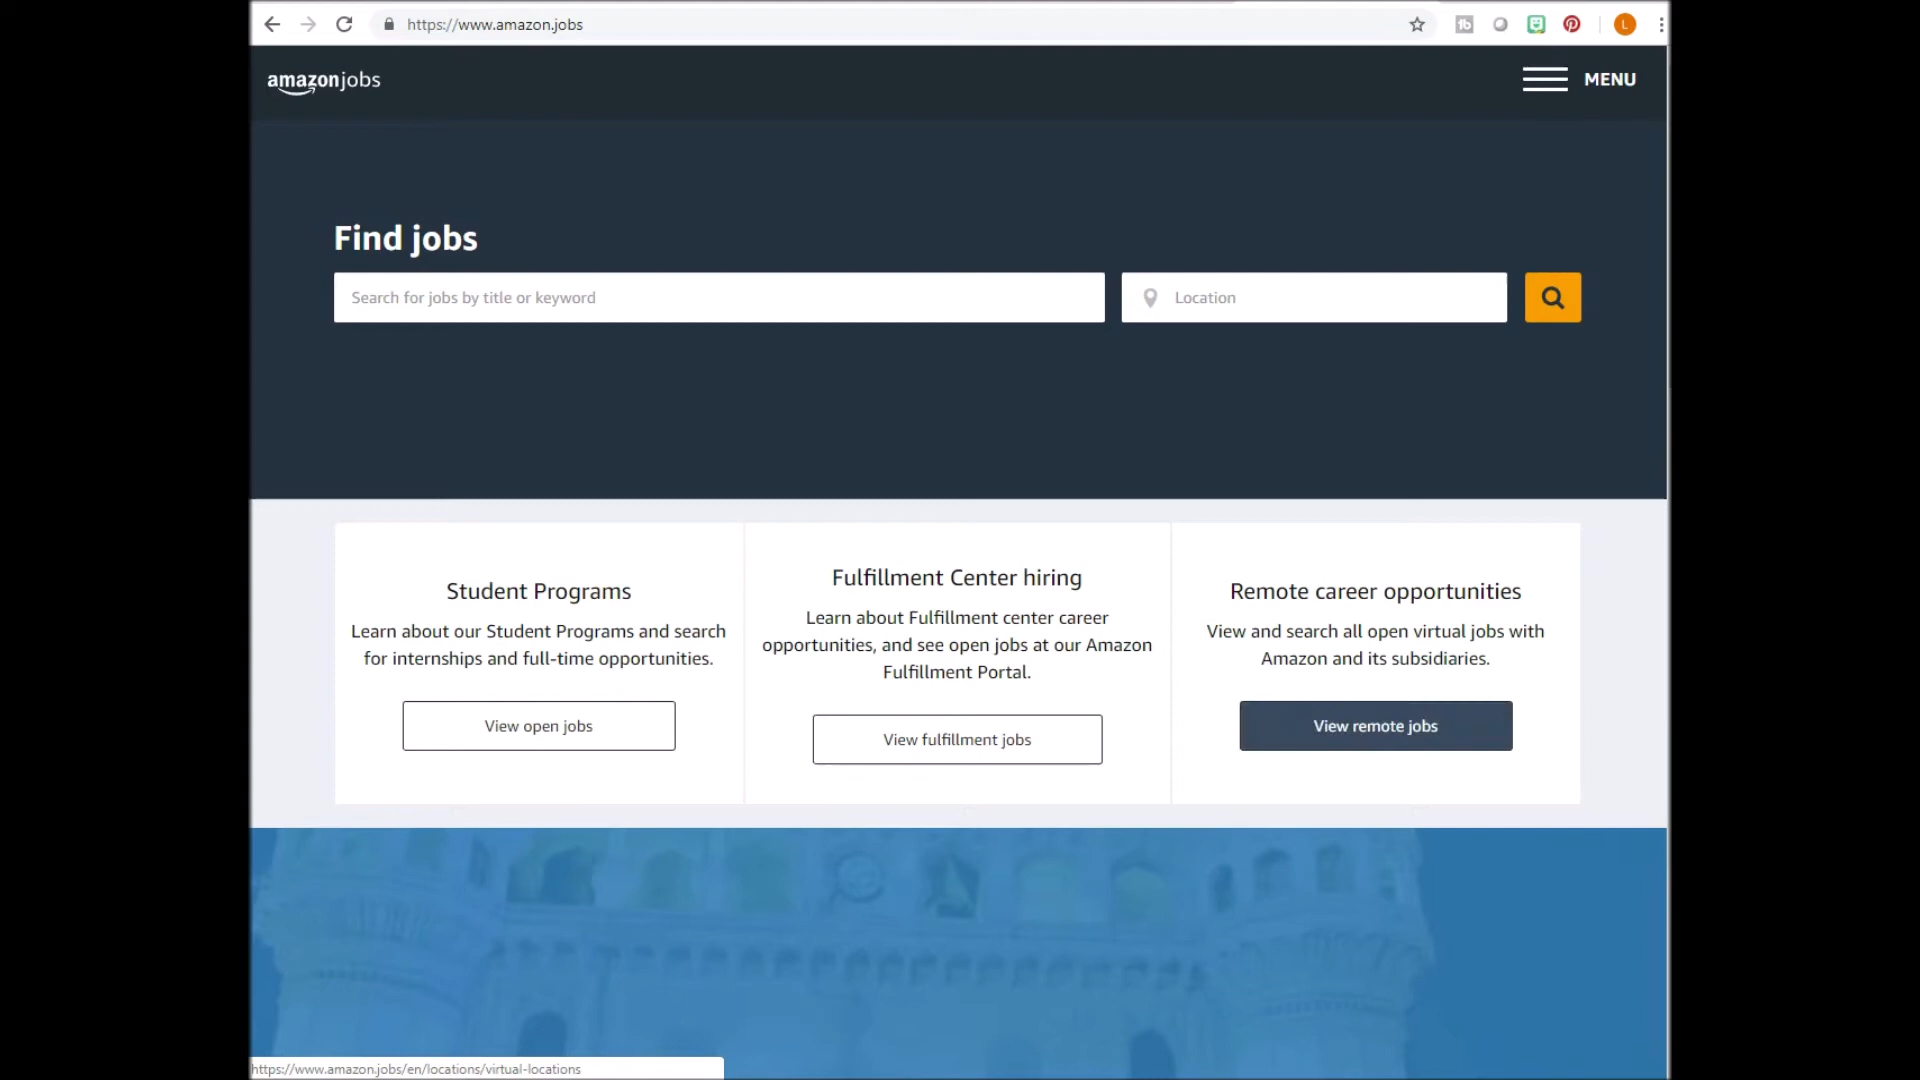 https://www.amazon.jobs
L
amazon jobs
MENU
Find jobs
Search for jobs by title or keyword
Location
Student Programs
Learn about our Student Programs and search
for internships and full-time opportunities.
View open jobs
Fulfillment Center hiring
Learn about Fulfillment center career
opportunities, and see open jobs at our Amazon
Fulfillment Portal.
View fulfillment jobs
Remote career opportunities
View and search all open virtual jobs with
Amazon and its subsidiaries.
View remote jobs
https://www.amazon.jobs/en/locations/virtual-locations